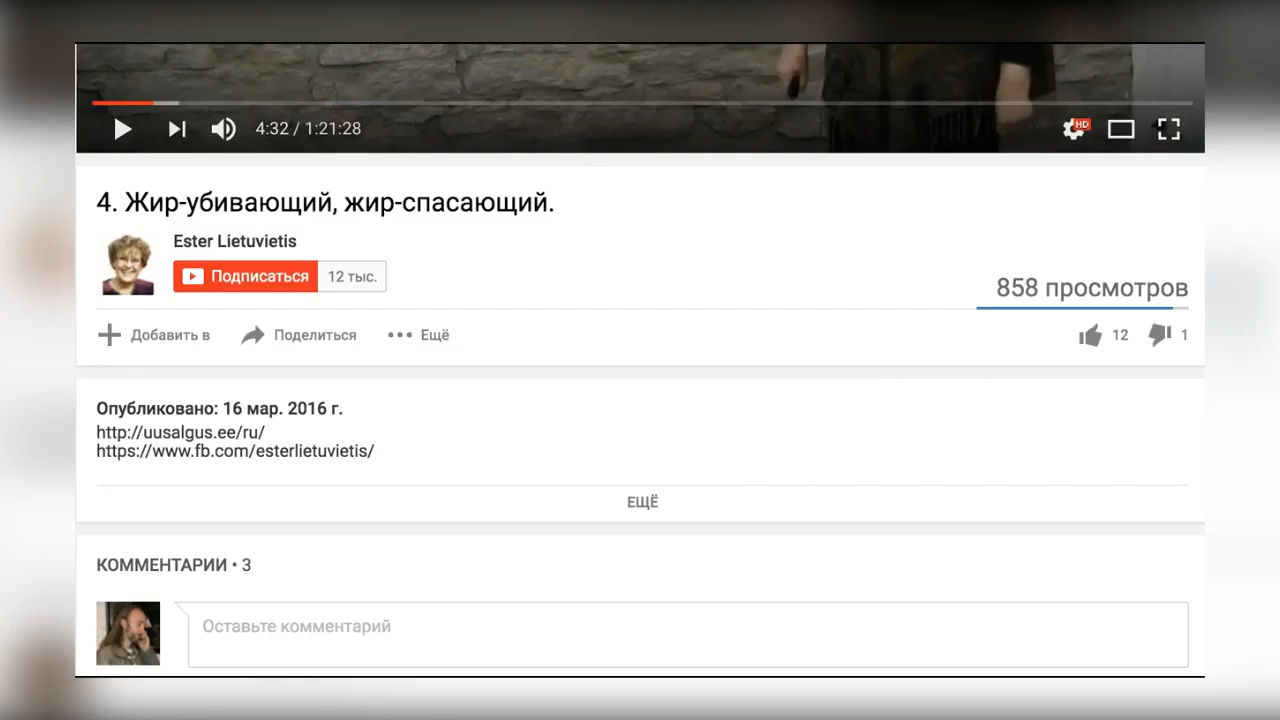 4:32 / 1:21:28
HD
4. Жир-убивающий, жир-спасающий.
Ester Lietuvietis
Подписаться 12 тыс.
858 просмотров
Добавить в Поделиться Ещё 12 1
Опубликовано: 16 мар. 2016 г.
http://uusalgus.ee/ru/
https://www.fb.com/esterlietuvietis/
ЕЩЁ
КОММЕНТАРИИ • 3
Оставьте комментарий